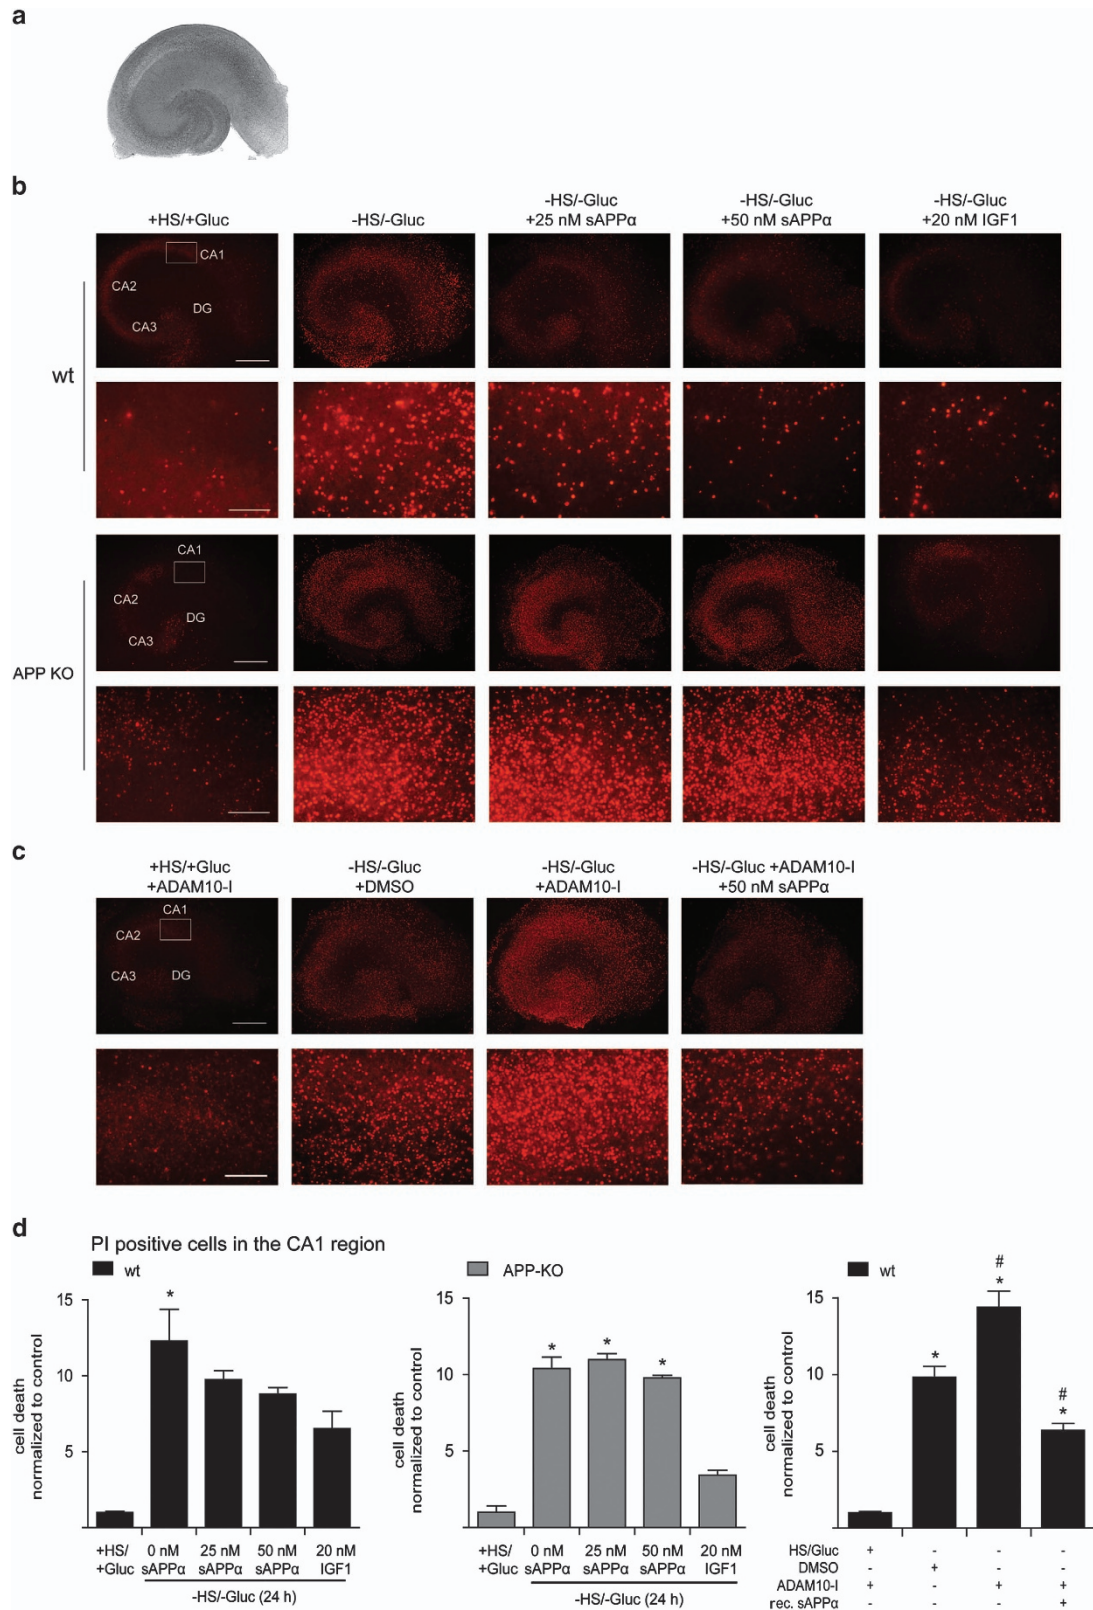 a
b
+HS/+Gluc
-HS/-Gluc
-HS/-Gluc
+25 nM sAPPα
-HS/-Gluc
+50 nM sAPPα
-HS/-Gluc
+20 nM IGF1
CA1
CA2
DG
CA3
wt
CA1
CA2
DG
CA3
APP KO
c
+HS/+Gluc
+ADAM10-I
-HS/-Gluc
+DMSO
-HS/-Gluc
+ADAM10-I
-HS/-Gluc +ADAM10-I
+50 nM sAPPα
CA1
CA2
CA3
DG
d
PI positive cells in the CA1 region
wt
15
10
5
cell death
normalized to control
*
+HS/
+Gluc
0 nM
sAPPα
25 nM
sAPPα
50 nM
sAPPα
20 nM
IGF1
-HS/-Gluc (24 h)
APP-KO
15
10
5
cell death
normalized to control
*
*
*
+HS/
+Gluc
0 nM
sAPPα
25 nM
sAPPα
50 nM
sAPPα
20 nM
IGF1
-HS/-Gluc (24 h)
wt
15
10
5
cell death
normalized to control
*
#
*
#
*
HS/Gluc + - - -
DMSO - + - -
ADAM10-I + - + +
rec. sAPPα - - - +